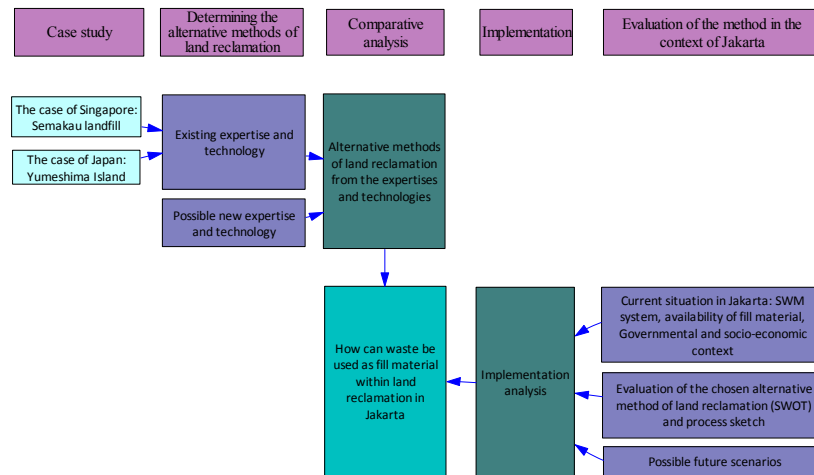 Case study
Determining the
alternative methods of
land reclamation
Comparative
analysis
Implementation
Evaluation of the method in the
context of Jakarta
The case of Singapore:
Semakau landfill
The case of Japan:
Yumeshima Island
Existing expertise and
technology
Possible new expertise
and technology
Alternative methods
of land reclamation
from the expertises
and technologies
How can waste be
used as fill material
within land
reclamation in
Jakarta
Implementation
analysis
Current situation in Jakarta: SWM
system, availability of fill material,
Governmental and socio-economic
context
Evaluation of the chosen alternative
method of land reclamation (SWOT)
and process sketch
Possible future scenarios